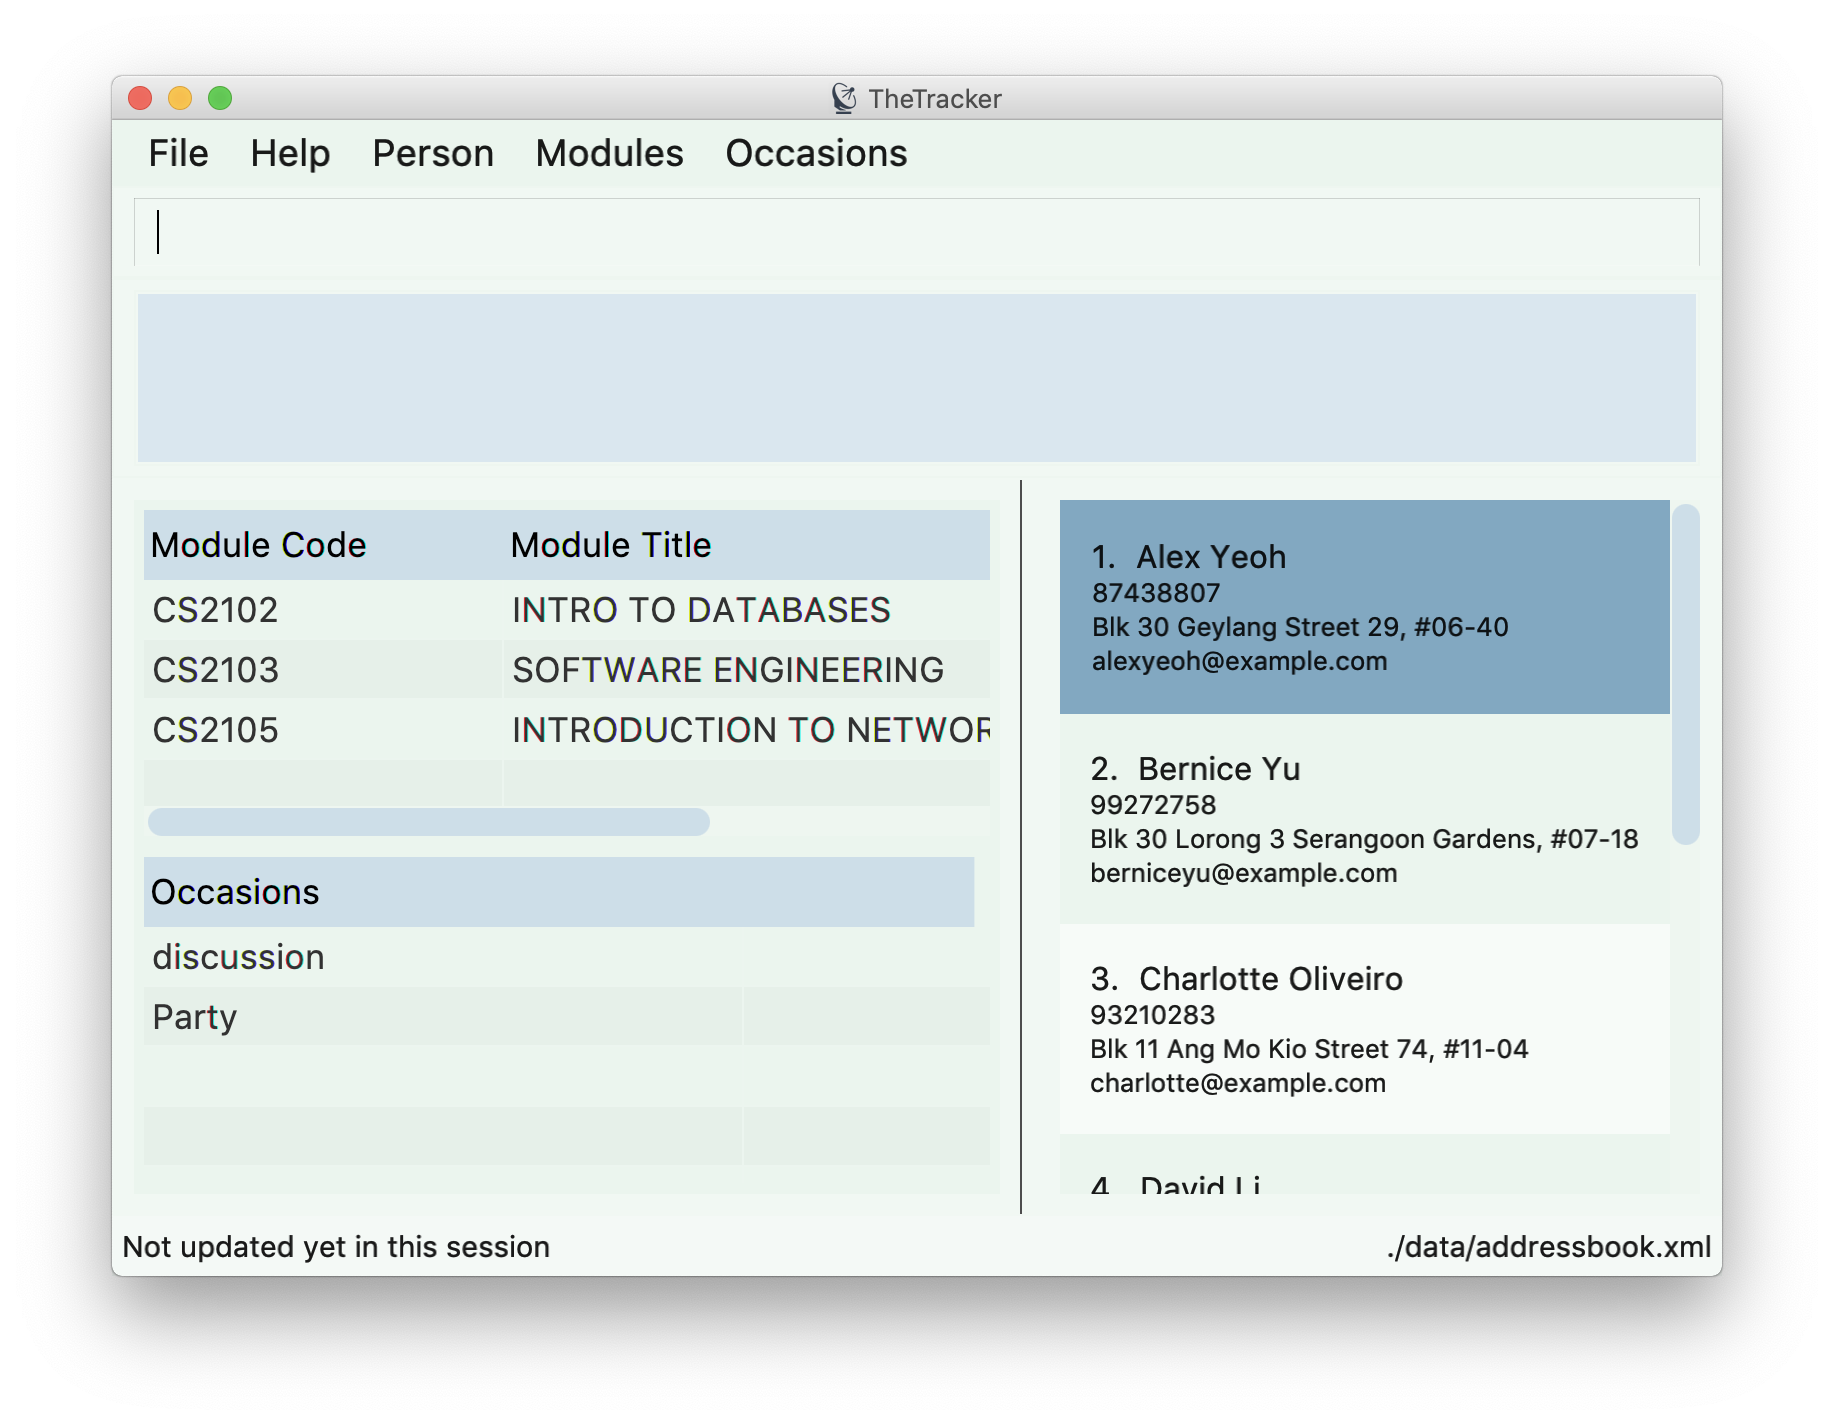 TheTracker
File Help Person Modules Occasions
Module Code Module Title
CS2102 INTRO TO DATABASES
CS2103 SOFTWARE ENGINEERING
CS2105 INTRODUCTION TO NETWOR
Occasions
discussion
Party
1. Alex Yeoh
87438807
Blk 30 Geylang Street 29, #06-40
alexyeoh@example.com
2. Bernice Yu
99272758
Blk 30 Lorong 3 Serangoon Gardens, #07-18
berniceyu@example.com
3. Charlotte Oliveiro
93210283
Blk 11 Ang Mo Kio Street 74, #11-04
charlotte@example.com
4. David Li
Not updated yet in this session
./data/addressbook.xml